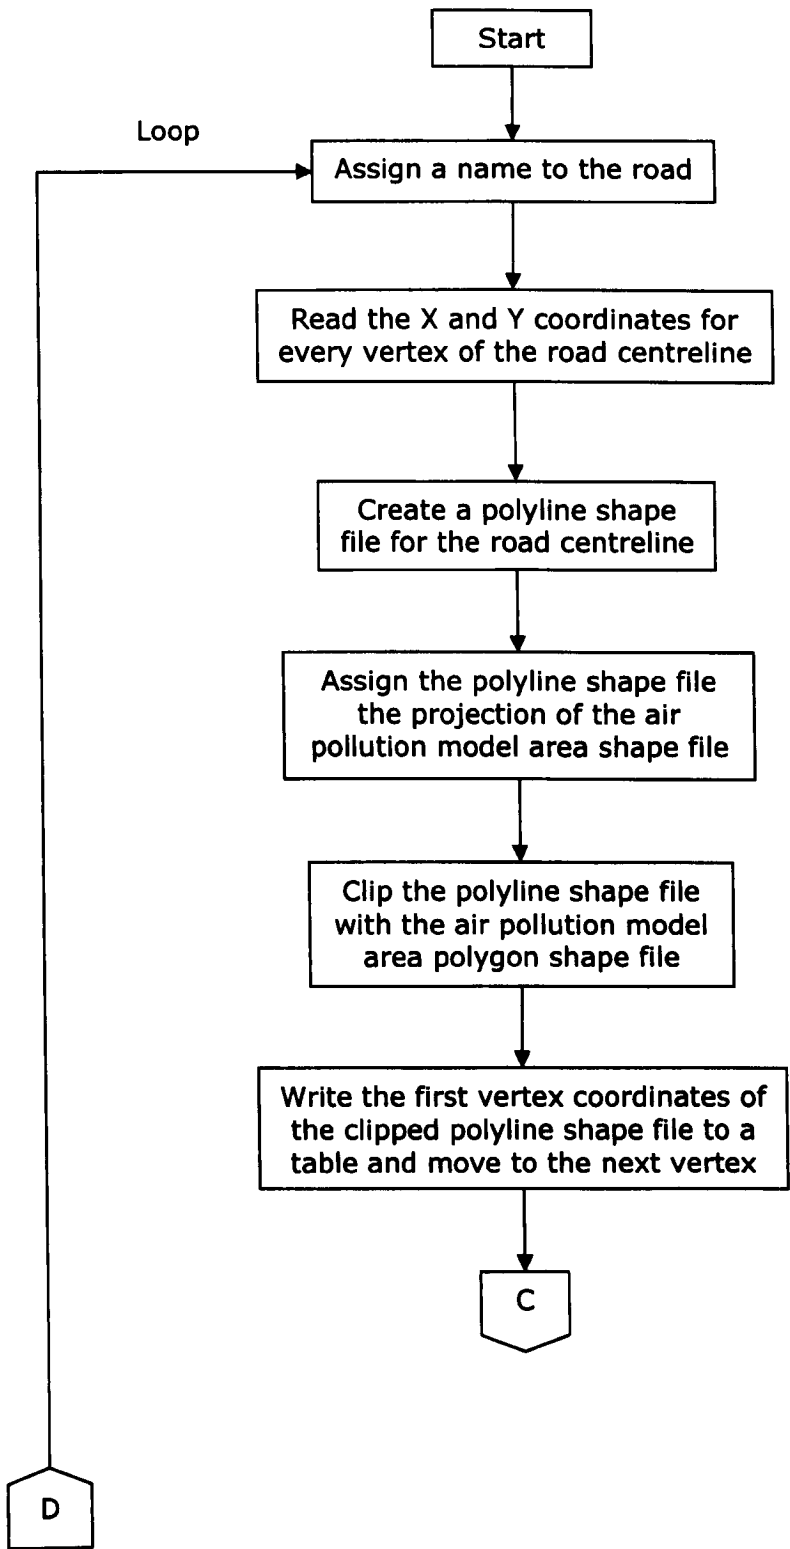 Start
Loop
Assign a name to the road
Read the X and Y coordinates for
every vertex of the road centreline
Create a polyline shape
file for the road centreline
Assign the polyline shape file
the projection of the air
pollution model area shape file
Clip the polyline shape file
with the air pollution model
area polygon shape file
Write the first vertex coordinates of
the clipped polyline shape file to a
table and move to the next vertex
C
D